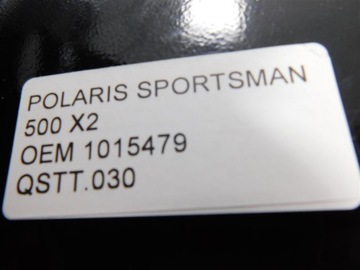 POLARIS SPORTSMAN
500 X2
OEM 1015479
QSTT.030